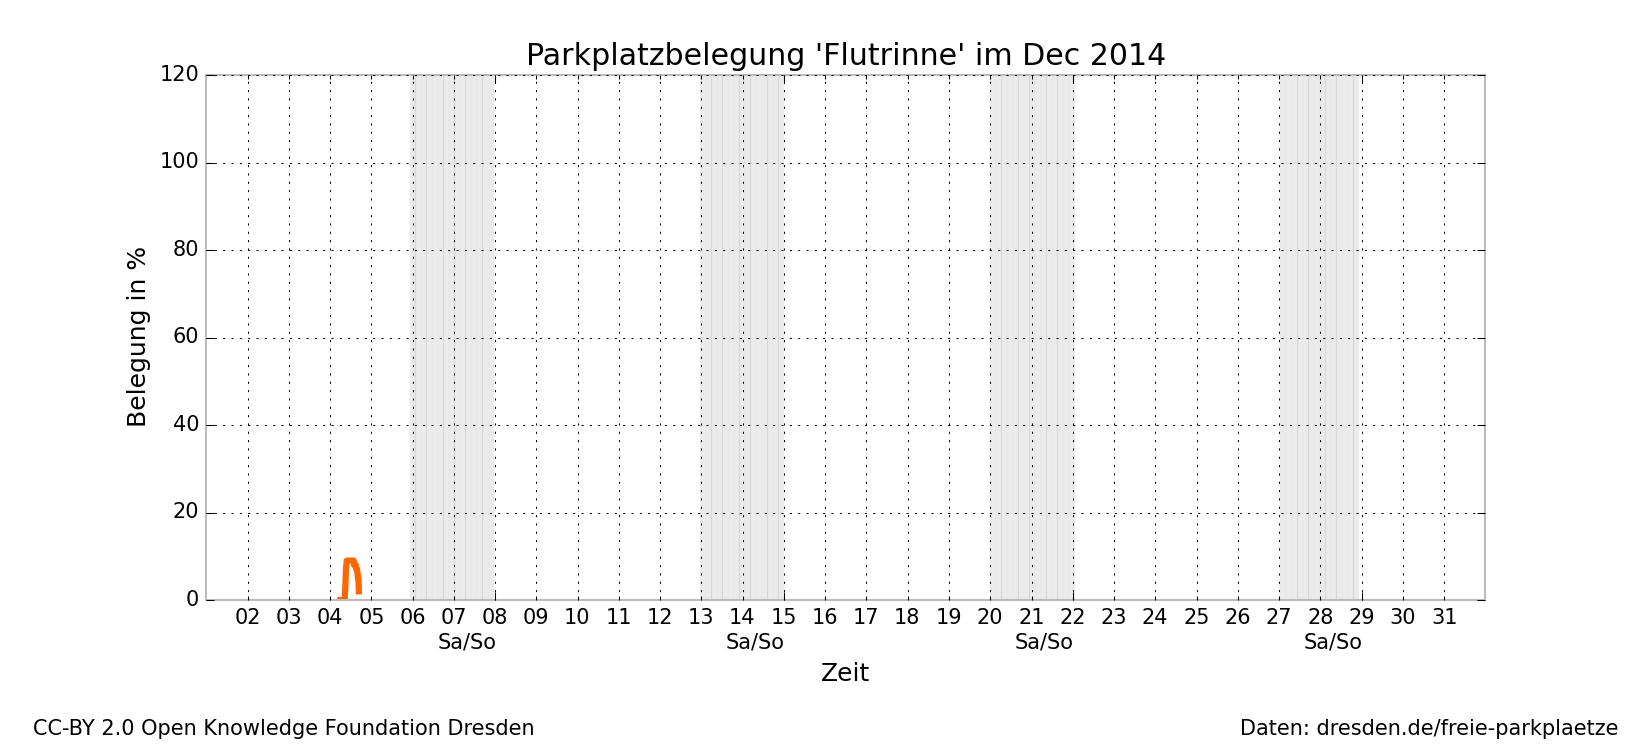 Parkplatzbelegung 'Flutrinne' im Dec 2014
120
100
80
60
40
20
0
Belegung in %
02 03 04 05 06 07 08 09 10 11 12 13 14 15 16 17 18 19 20 21 22 23 24 25 26 27 28 29 30 31
Sa/So Sa/So Sa/So Sa/So
Zeit
CC-BY 2.0 Open Knowledge Foundation Dresden
Daten: dresden.de/freie-parkplaetze